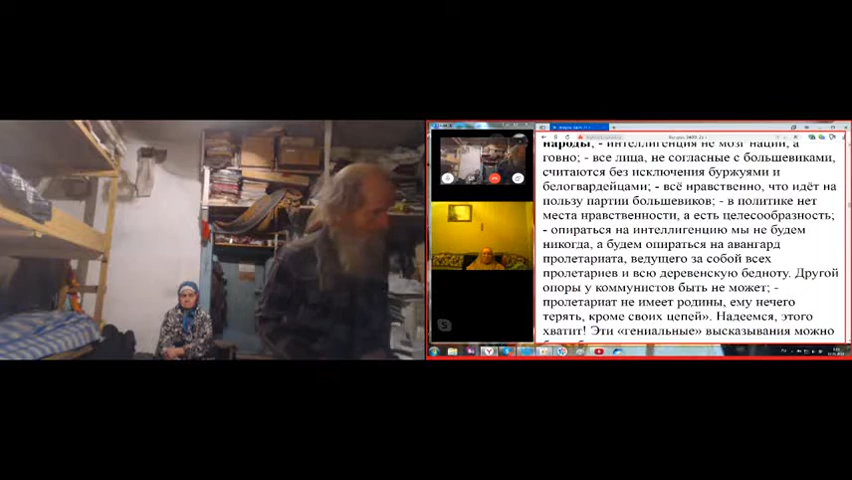 народы, - интеллигенция не мозг нации, а
говно; - все лица, не согласные с большевиками,
считаются без исключения буржуями и
белогвардейцами; - всё нравственно, что идёт на
пользу партии большевиков; - в политике нет
места нравственности, а есть целесообразность;
- опираться на интеллигенцию мы не будем
никогда, а будем опираться на авангард
пролетариата, ведущего за собой всех
пролетариев и всю деревенскую бедноту. Другой
опоры у коммунистов быть не может; -
пролетариат не имеет родины, ему нечего
терять, кроме своих цепей». Надеемся, этого
хватит! Эти «гениальные» высказывания можно